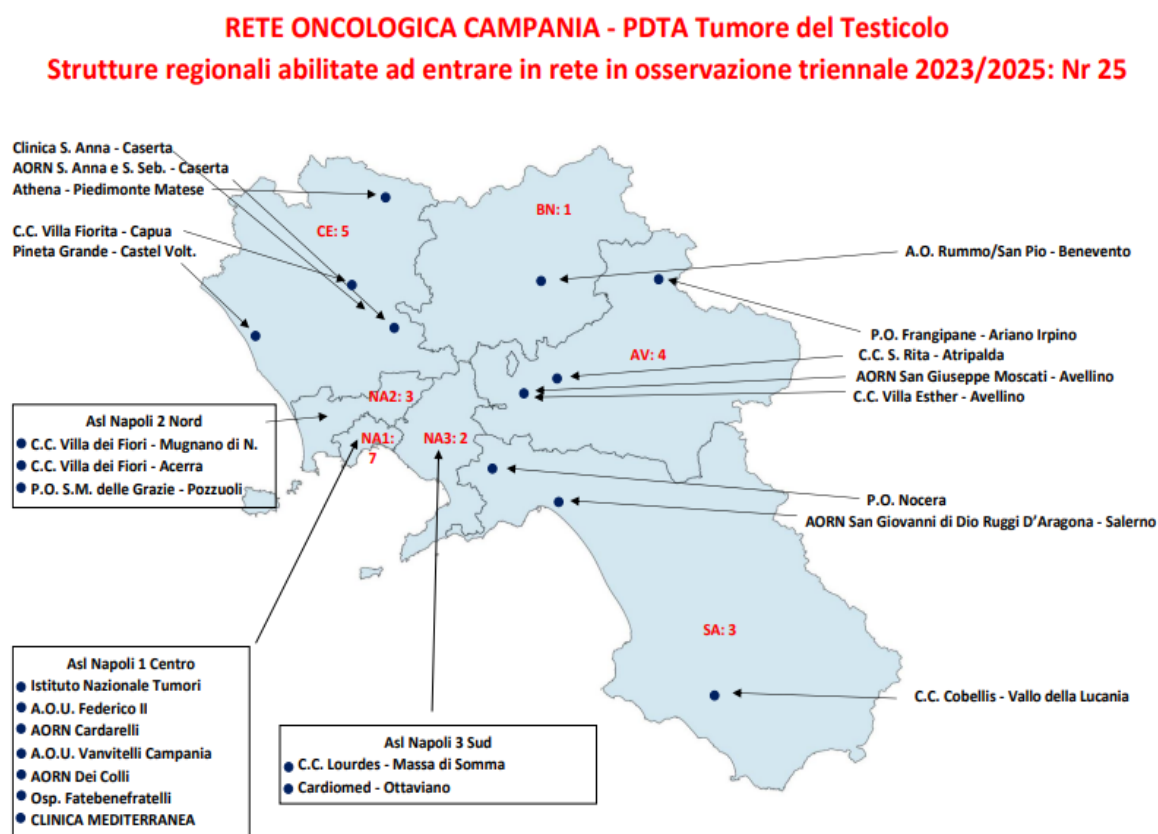 RETE ONCOLOGICA CAMPANIA - PDTA Tumore del Testicolo
Strutture regionali abilitate ad entrare in rete in osservazione triennale 2023/2025: Nr 25
Clinica S. Anna - Caserta
AORN S. Anna e S. Seb. - Caserta
Athena - Piedimonte Matese
C.C. Villa Fiorita - Capua
Pineta Grande - Castel Volt.
CE: 5
BN: 1
A.O. Rummo/San Pio - Benevento
P.O. Frangipane - Ariano Irpino
AV: 4
C.C. S. Rita - Atripalda
AORN San Giuseppe Moscati - Avellino
C.C. Villa Esther - Avellino
NA2: 3
NA1:
7
NA3: 2
Asl Napoli 2 Nord
C.C. Villa dei Fiori - Mugnano di N.
C.C. Villa dei Fiori - Acerra
P.O. S.M. delle Grazie - Pozzuoli
P.O. Nocera
AORN San Giovanni di Dio Ruggi D'Aragona - Salerno
SA: 3
C.C. Cobellis - Vallo della Lucania
Asl Napoli 1 Centro
Istituto Nazionale Tumori
A.O.U. Federico II
AORN Cardarelli
A.O.U. Vanvitelli Campania
AORN Dei Colli
Osp. Fatebenefratelli
CLINICA MEDITERRANEA
Asl Napoli 3 Sud
C.C. Lourdes - Massa di Somma
Cardiomed - Ottaviano